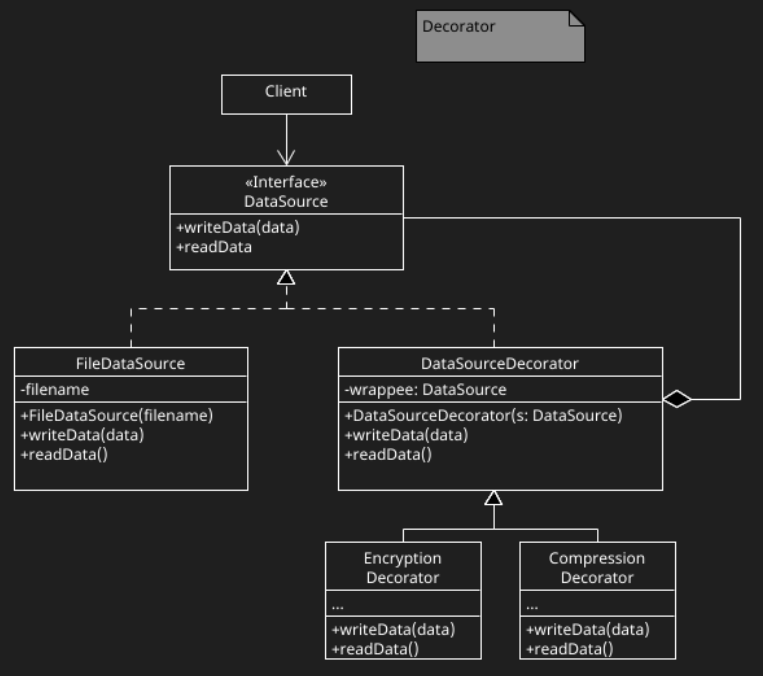 Decorator
Client
«Interface»
DataSource
+writeData(data)
+readData
FileDataSource
-filename
+FileDataSource(filename)
+writeData(data)
+readData()
DataSourceDecorator
-wrappee: DataSource
+DataSourceDecorator(s: DataSource)
+writeData(data)
+readData()
Encryption
Decorator
...
+writeData(data)
+readData()
Compression
Decorator
...
+writeData(data)
+readData()